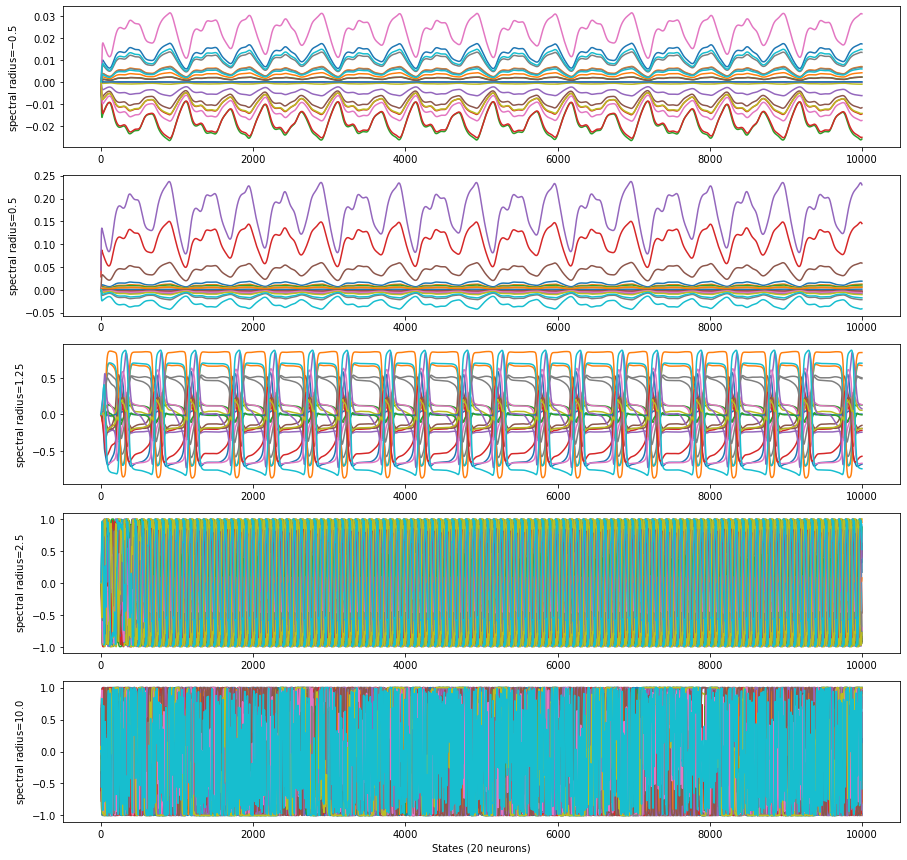 spectral radius=−0.5
0.03
0.02
0.01
0.00
−0.01
−0.02
0 2000 4000 6000 8000 10000
spectral radius=0.5
0.25
0.20
0.15
0.10
0.05
0.00
−0.05
0 2000 4000 6000 8000 10000
spectral radius=1.25
0.5
0.0
−0.5
0 2000 4000 6000 8000 10000
spectral radius=2.5
1.0
0.5
0.0
−0.5
−1.0
0 2000 4000 6000 8000 10000
spectral radius=10.0
1.0
0.5
0.0
−0.5
−1.0
0 2000 4000 6000 8000 10000
States (20 neurons)